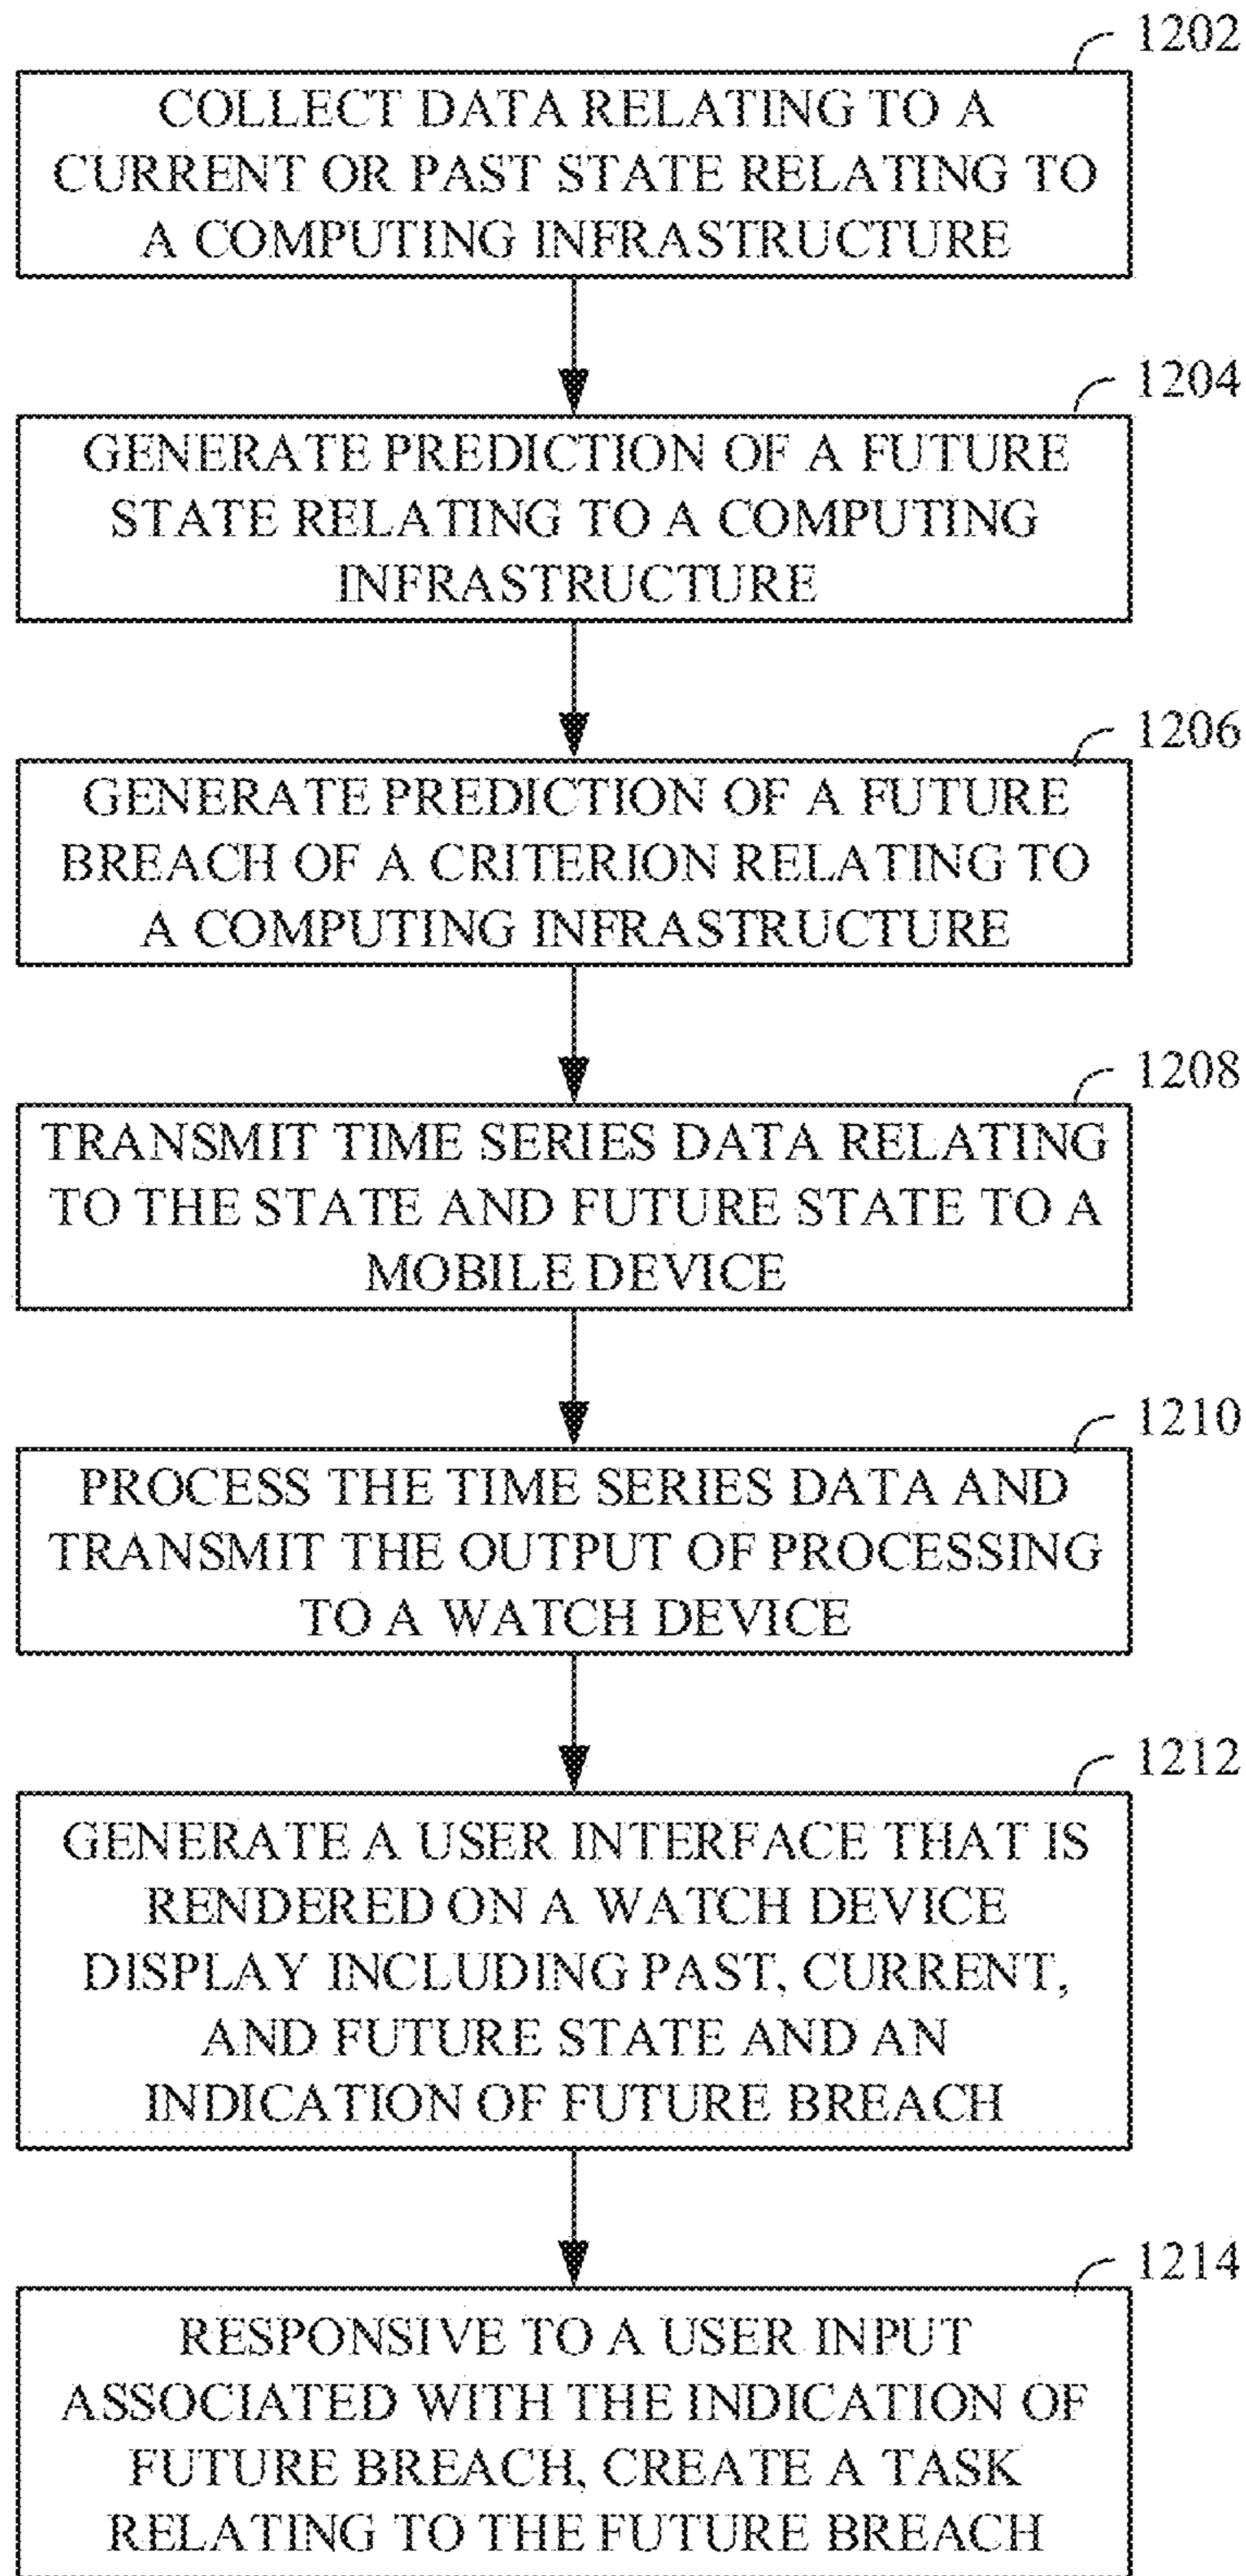 1202
COLLECT DATA RELATING TO A
CURRENT OR PAST STATE RELATING TO
A COMPUTING INFRASTRUCTURE
1204
GENERATE PREDICTION OF A FUTURE
STATE RELATING TO A COMPUTING
INFRASTRUCTURE
1206
GENERATE PREDICTION OF A FUTURE
BREACH OF A CRITERION RELATING TO
A COMPUTING INFRASTRUCTURE
1208
TRANSMIT TIME SERIES DATA RELATING
TO THE STATE AND FUTURE STATE TO A
MOBILE DEVICE
1210
PROCESS THE TIME SERIES DATA AND
TRANSMIT THE OUTPUT OF PROCESSING
TO A WATCH DEVICE
1212
GENERATE A USER INTERFACE THAT IS
RENDERED ON A WATCH DEVICE
DISPLAY INCLUDING PAST, CURRENT,
AND FUTURE STATE AND AN
INDICATION OF FUTURE BREACH
1214
RESPONSIVE TO A USER INPUT
ASSOCIATED WITH THE INDICATION OF
FUTURE BREACH, CREATE A TASK
RELATING TO THE FUTURE BREACH